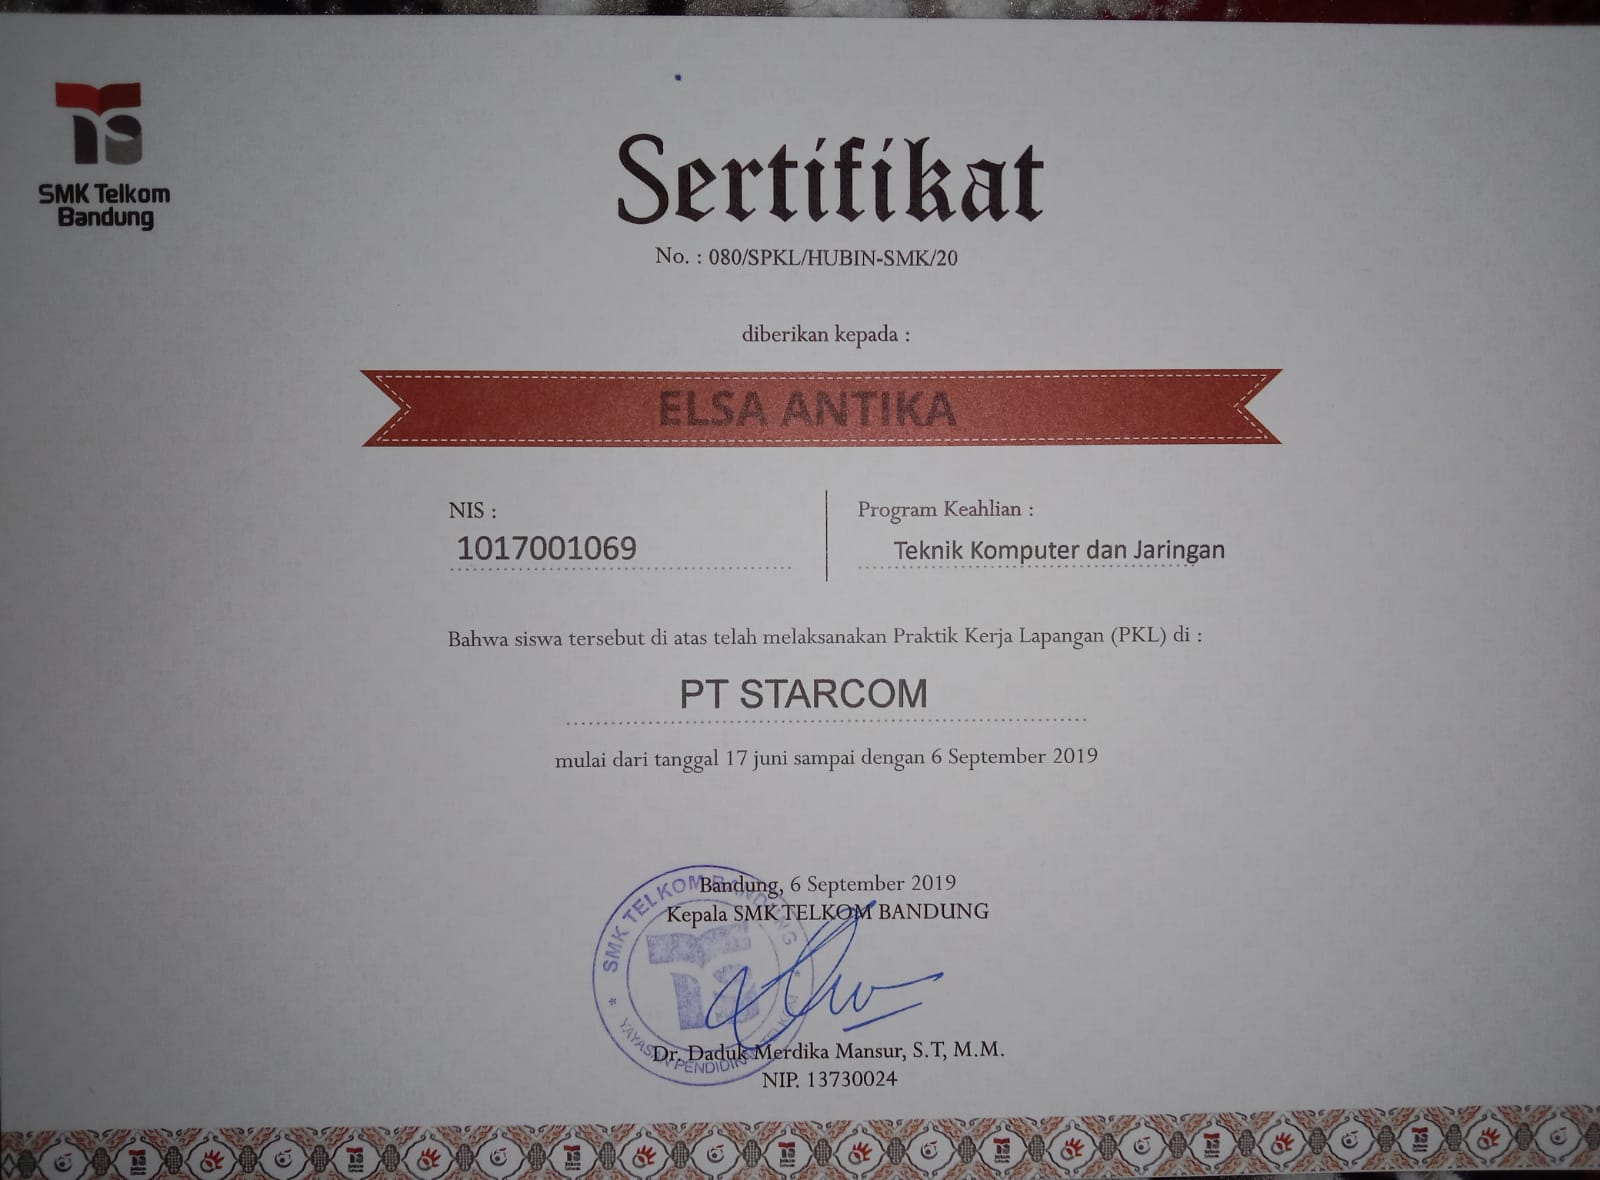 SMK Telkom
Bandung
Sertifikat
No. : 080/SPKL/HUBIN-SMK/20
diberikan kepada :
ELSA ANTIKA
NIS :
1017001069
Program Keahlian :
Teknik Komputer dan Jaringan
Bahwa siswa tersebut di atas telah melaksanakan Praktik Kerja Lapangan (PKL) di :
PT STARCOM
mulai dari tanggal 17 juni sampai dengan 6 September 2019
Bandung, 6 September 2019
Kepala SMK TELKOM BANDUNG
SMK TELKOM BANDUNG
YAYASAN PENDIDIKAN TELKOM
Dr. Daduk Merdika Mansur, S.T, M.M.
NIP. 13730024